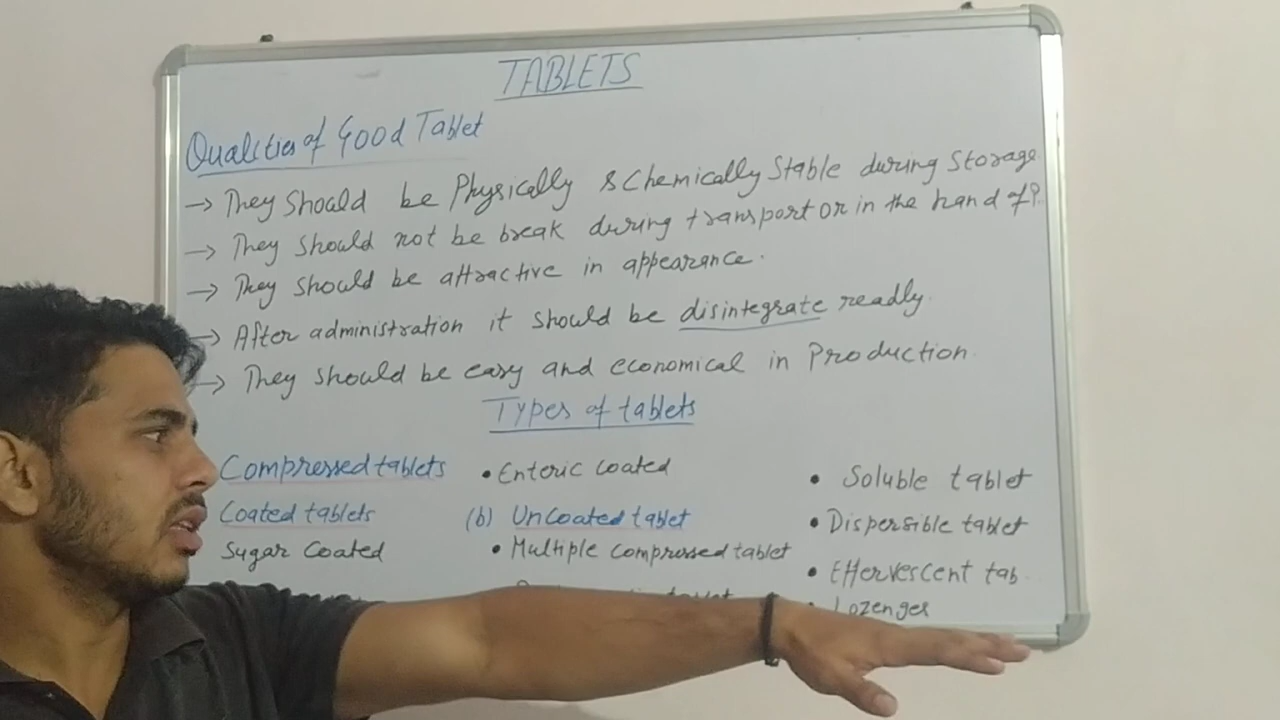 TABLETS
Qualities of Good Tablet
→ They Should be Physically & Chemically Stable during Storage
→ They should not be break during transport or in the hand of P.
→ They should be attractive in appearance.
→ After administration it should be disintegrate readly.
→ They should be easy and economical in Production.
Types of tablets
Compressed tablets
Coated tablets
Sugar Coated
• Enteric coated
(b) Uncoated tablet
• Multiple compressed tablet
• Soluble tablet
• Dispersible tablet
• Effervescent tab.
• Lozenges